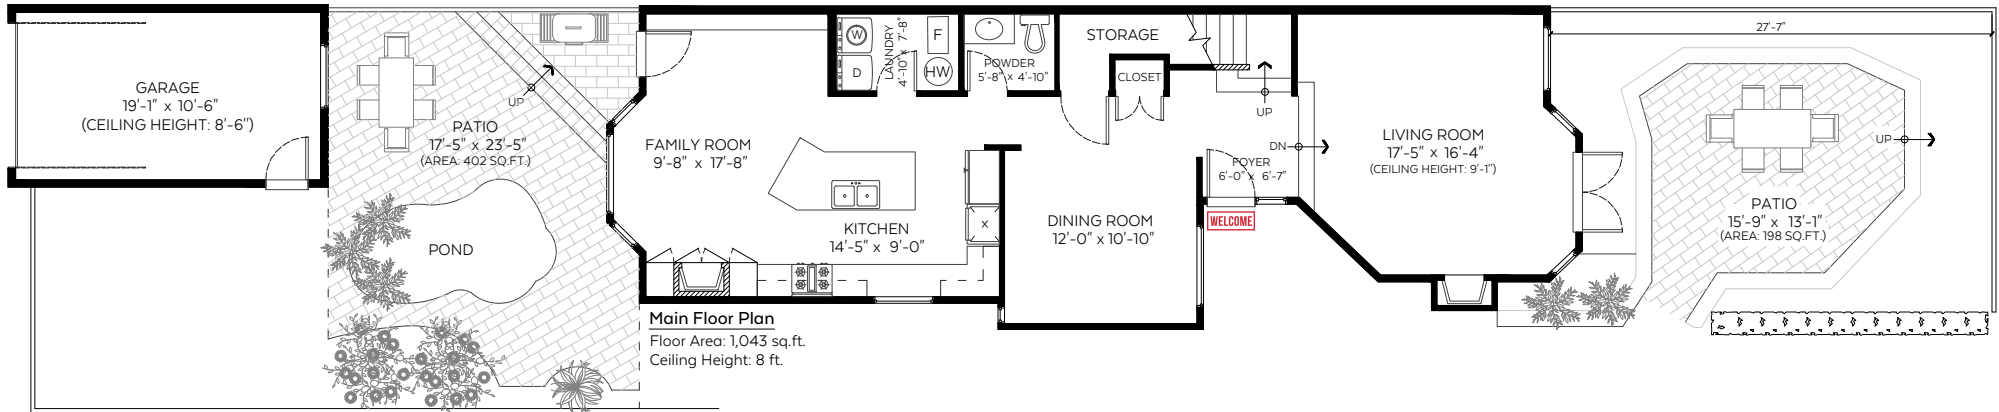 GARAGE
19'-1" x 10'-6"
(CEILING HEIGHT: 8'-6")
UP
PATIO
17'-5" x 23'-5"
(AREA: 402 SQ.FT.)
POND
FAMILY ROOM
9'-8" x 17'-8"
W
D
LAUNDRY
4'-10" x 7'-8"
F
HW
POWDER
5'-8" x 4'-10"
STORAGE
CLOSET
UP
DN
FOYER
6'-0" x 6'-7"
WELCOME
KITCHEN
14'-5" x 9'-0"
X
DINING ROOM
12'-0" x 10'-10"
LIVING ROOM
17'-5" x 16'-4"
(CEILING HEIGHT: 9'-1")
27'-7"
UP
PATIO
15'-9" x 13'-1"
(AREA: 198 SQ.FT.)
Main Floor Plan
Floor Area: 1,043 sq.ft.
Ceiling Height: 8 ft.